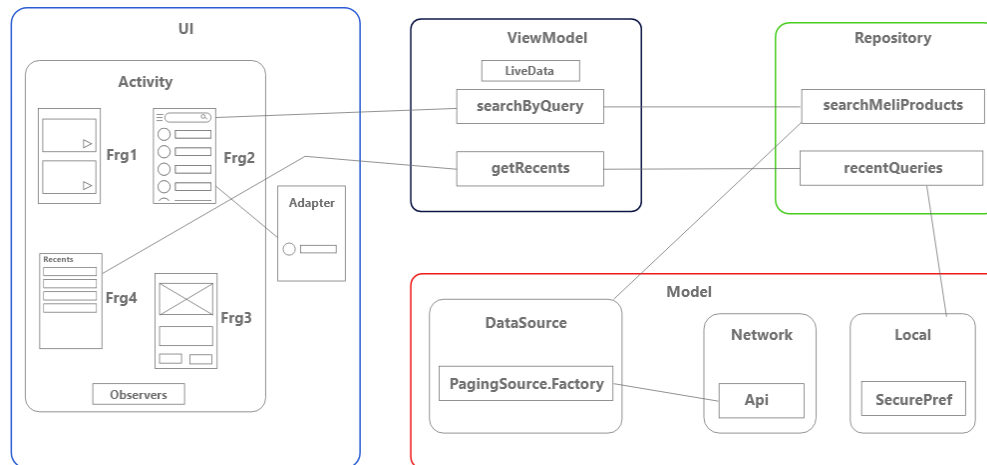 UI
Activity
Frg1
Frg2
Adapter
Recents
Frg4
Frg3
Observers
ViewModel
LiveData
searchByQuery
getRecents
Repository
searchMeliProducts
recentQueries
Model
DataSource
PagingSource.Factory
Network
Api
Local
SecurePref